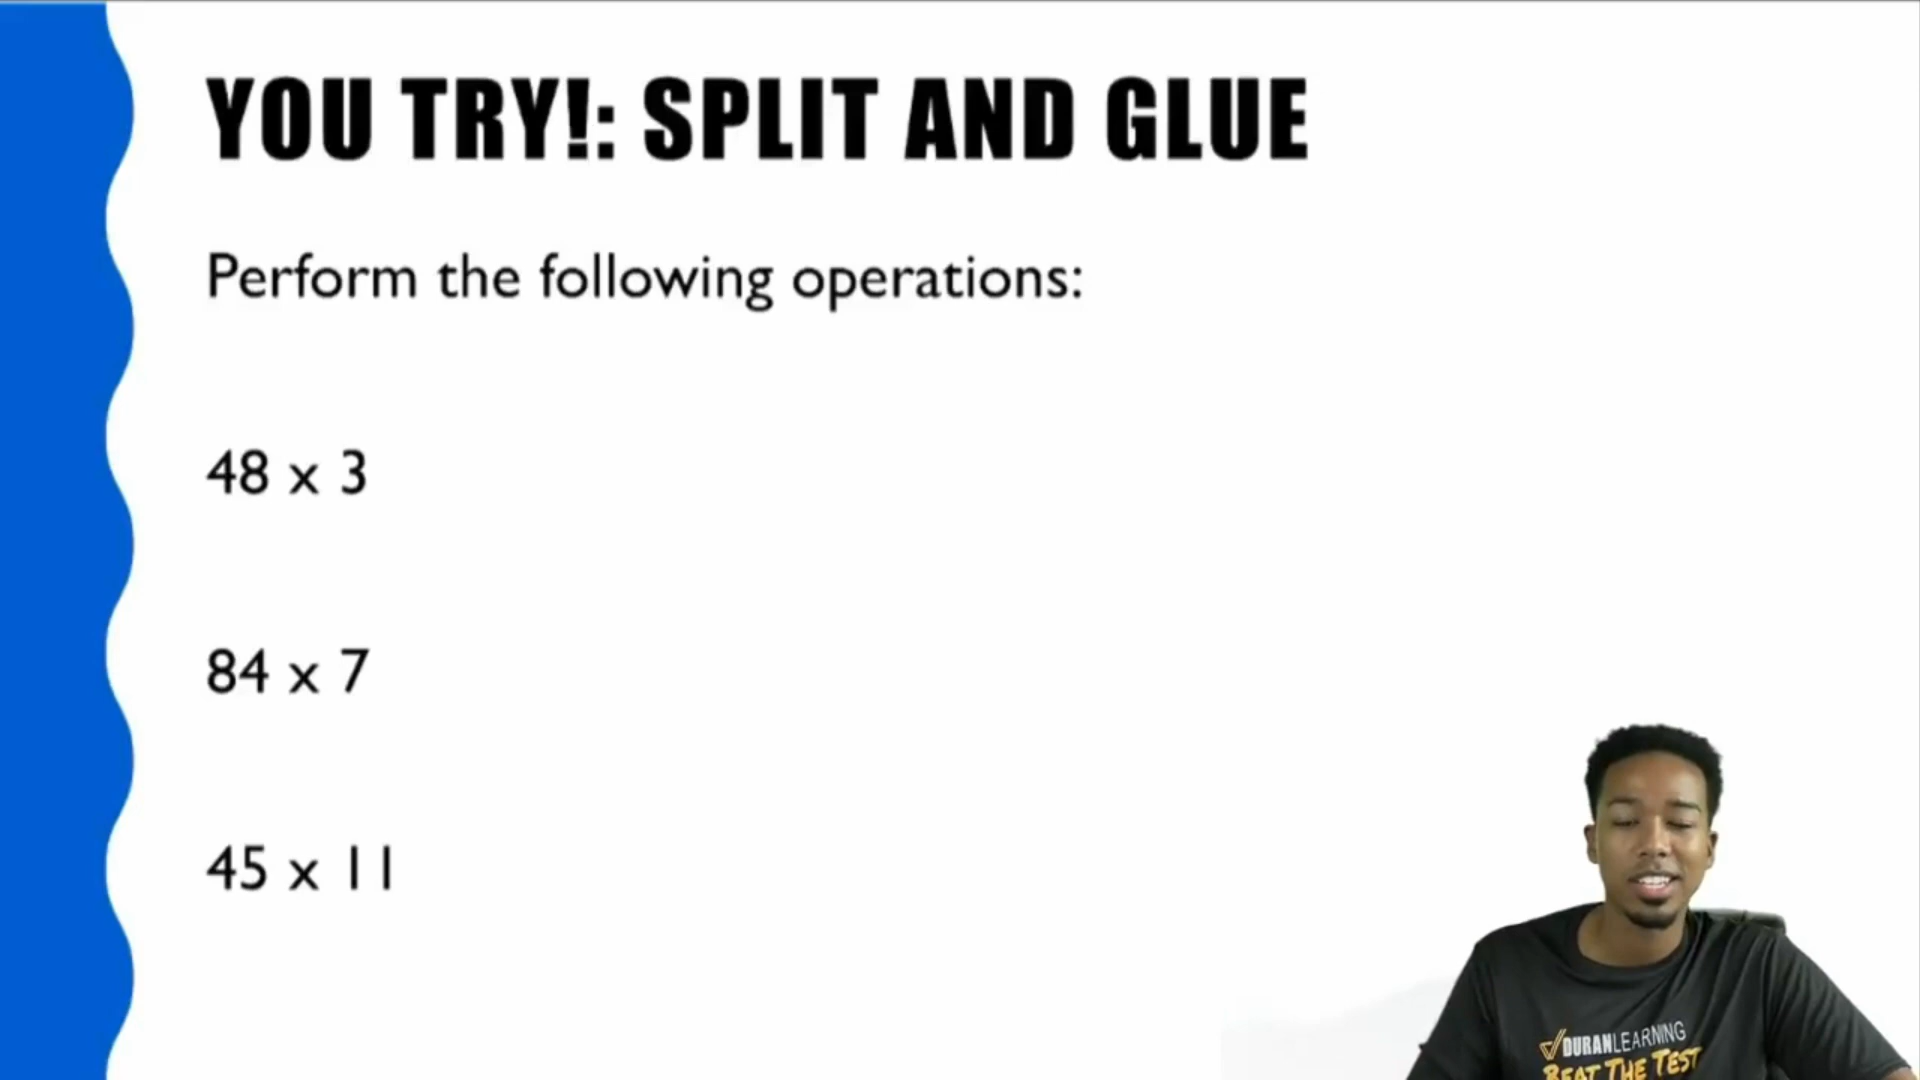 YOU TRY!: SPLIT AND GLUE
Perform the following operations:
48 x 3
84 x 7
45 x 11
DURANLEARNING
BEAT THE TEST